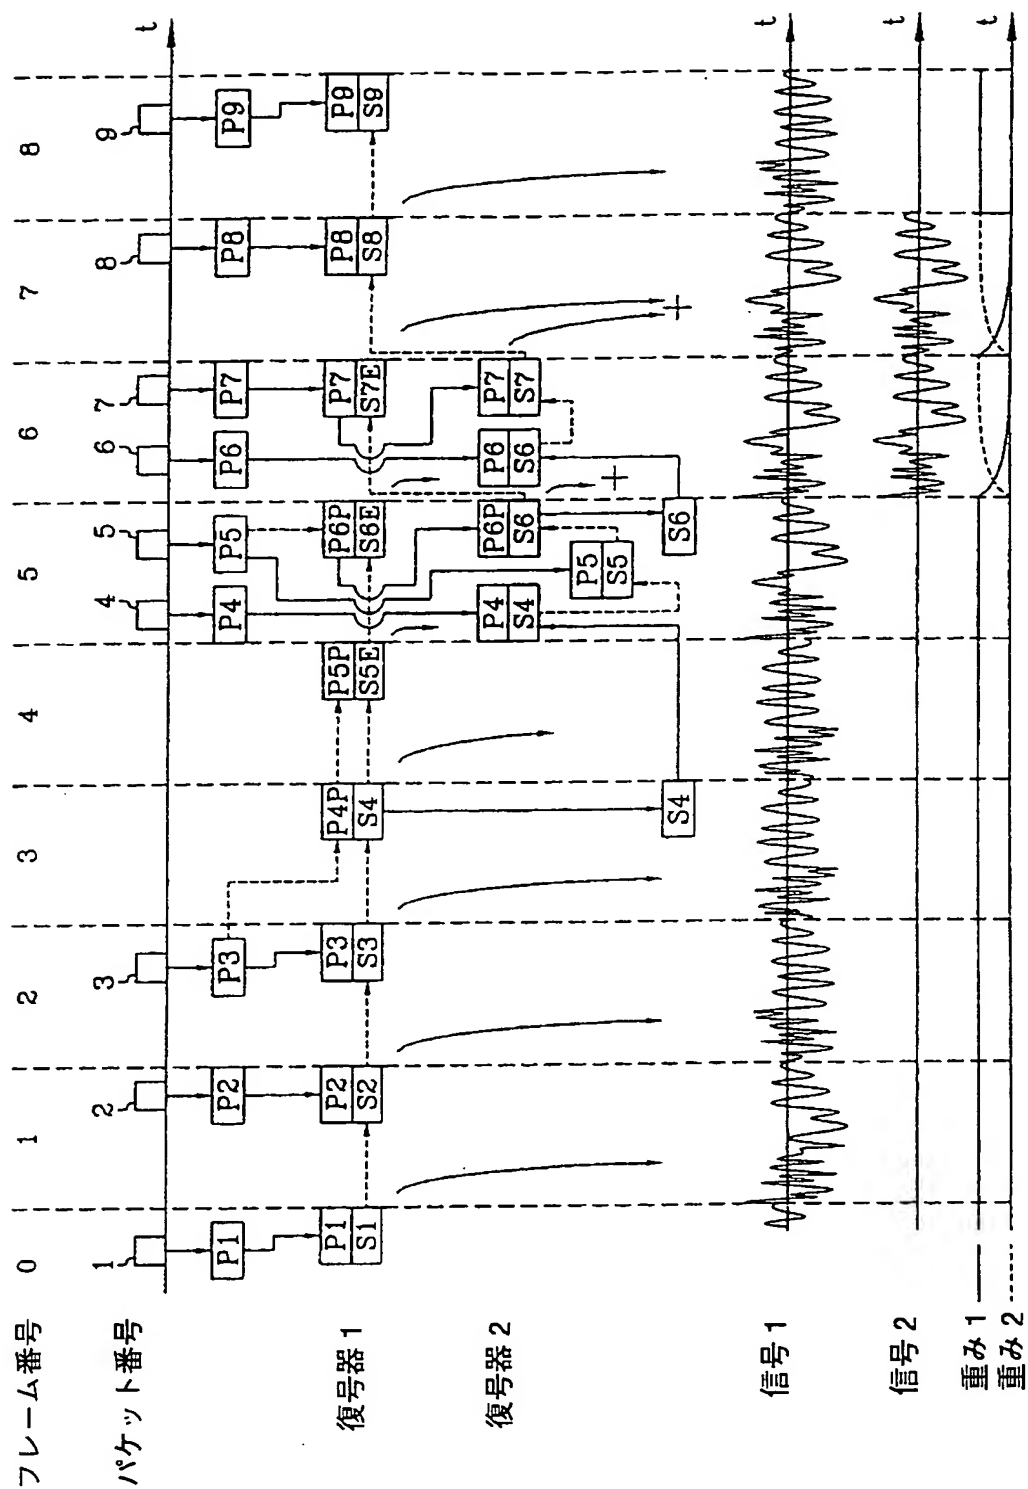 フレーム番号 0 1 2 3 4 5 6 7 8
パケット番号 1 2 3 4 5 6 7 8 9 t
P1 P2 P3 P4 P5 P6 P7 P8 P9
復号器1
P1 P2 P3 P4P P5P P6P P7 P8 P9
S1 S2 S3 S4 S5E S6E S7E S8 S9
復号器2
P4 P6P P6 P7
S4 S6 S6 S7
P5
S5
S4 S6
信号1 t
信号2
重み1
重み2 t